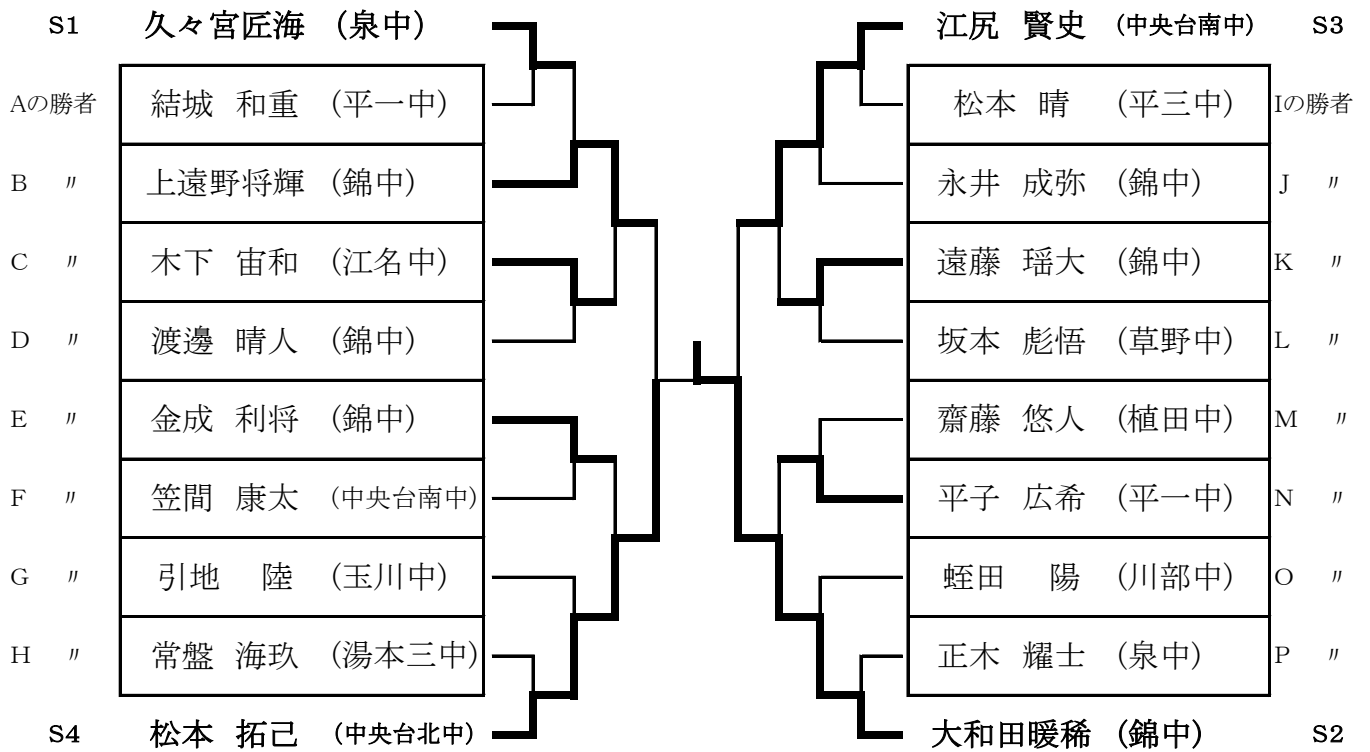 S1 久々宮匠海 (泉中) 江尻 賢史 (中央台南中) S3
Aの勝者 結城 和重 (平一中) 松本 晴 (平三中) Iの勝者
B 〃 上遠野将輝 (錦中) 永井 成弥 (錦中) J 〃
C 〃 木下 宙和 (江名中) 遠藤 瑶大 (錦中) K 〃
D 〃 渡邊 晴人 (錦中) 坂本 彪悟 (草野中) L 〃
E 〃 金成 利将 (錦中) 齋藤 悠人 (植田中) M 〃
F 〃 笠間 康太 (中央台南中) 平子 広希 (平一中) N 〃
G 〃 引地 陸 (玉川中) 蛭田 陽 (川部中) O 〃
H 〃 常盤 海玖 (湯本三中) 正木 耀士 (泉中) P 〃
S4 松本 拓己 (中央台北中) 大和田暖稀 (錦中) S2